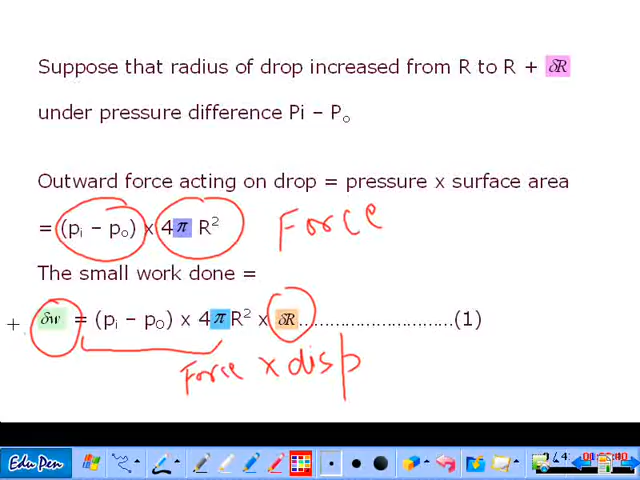 Suppose that radius of drop increased from R to R + δR
under pressure difference Pi – Pₒ
Outward force acting on drop = pressure x surface area
= (pᵢ – pₒ) x 4π R² Force
The small work done =
δw = (pᵢ – pₒ) x 4πR² x δR..............................(1)
Force x disp
Edu Pen